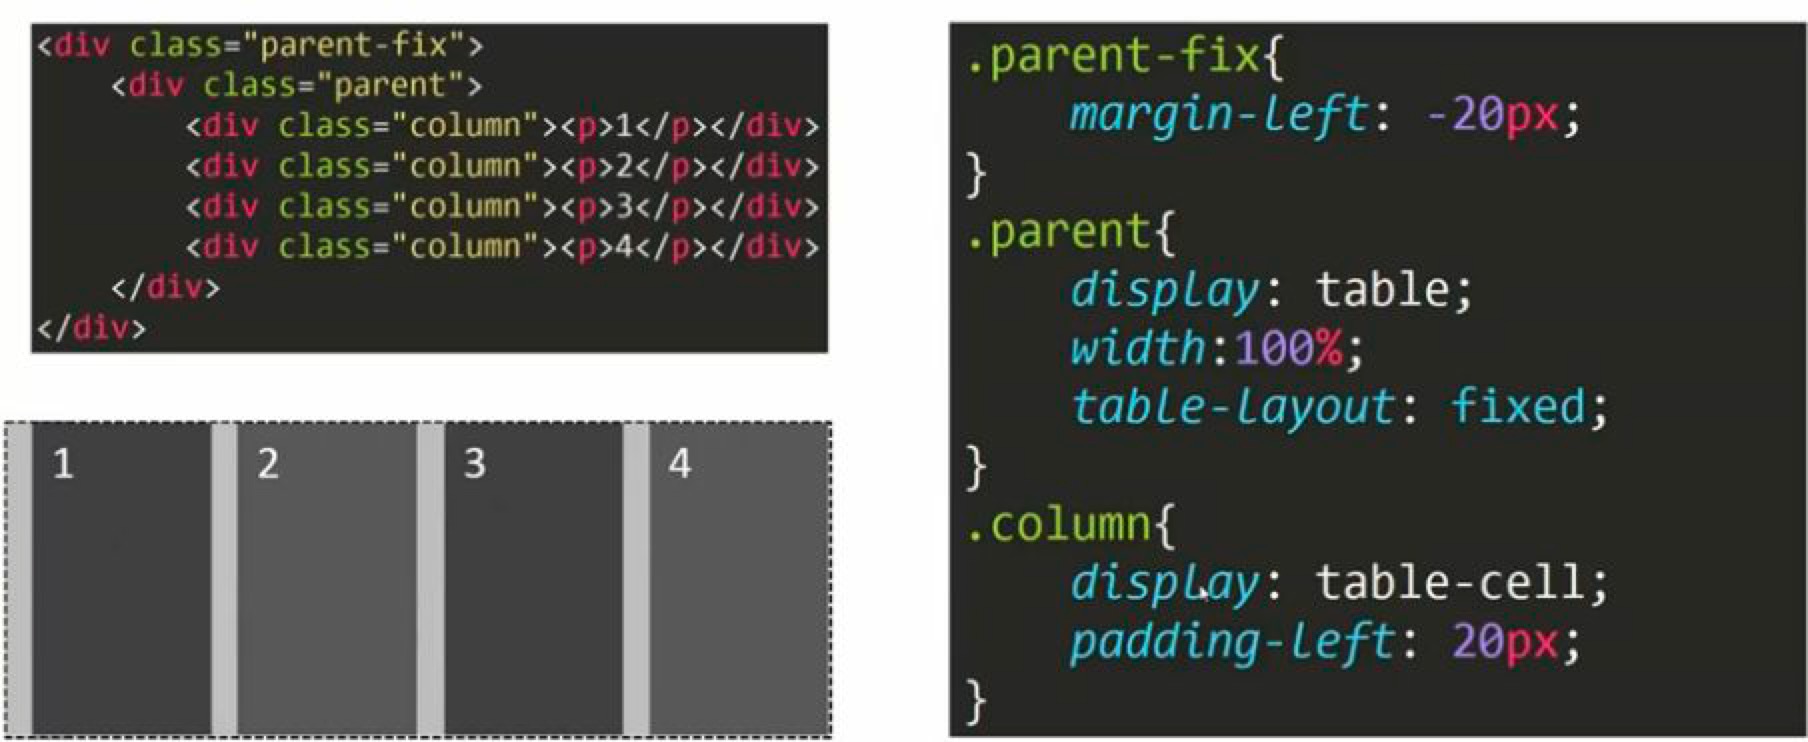 <div class="parent-fix">
    <div class="parent">
        <div class="column"><p>1</p></div>
        <div class="column"><p>2</p></div>
        <div class="column"><p>3</p></div>
        <div class="column"><p>4</p></div>
    </div>
</div>
1 2 3 4
.parent-fix{
    margin-left: -20px;
}
.parent{
    display: table;
    width:100%;
    table-layout: fixed;
}
.column{
    display: table-cell;
    padding-left: 20px;
}